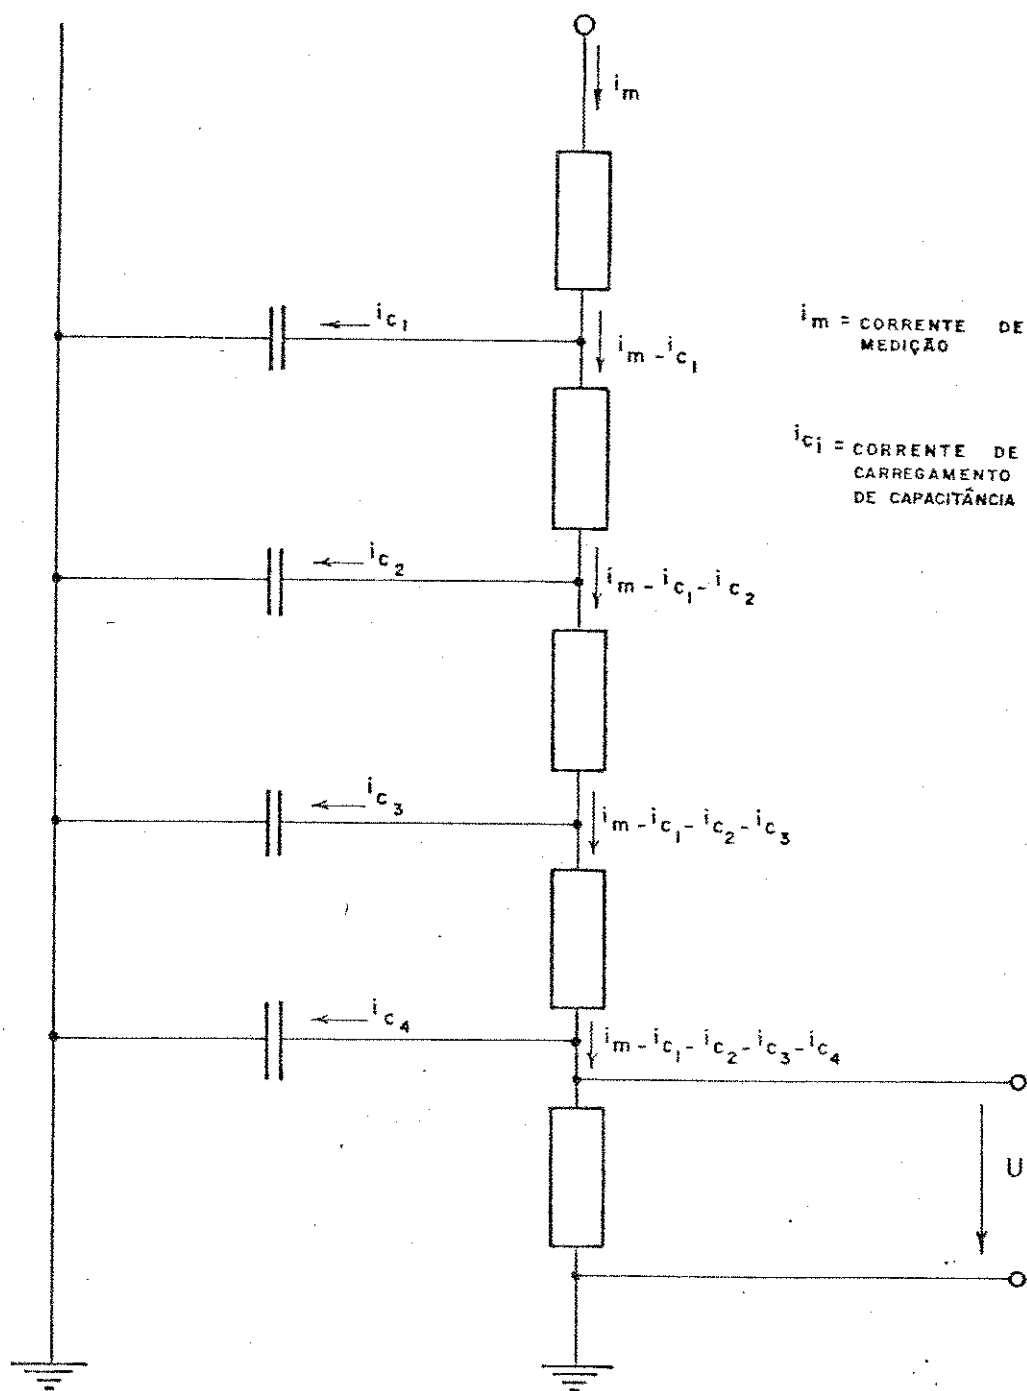 i_m
i_c1
i_m - i_c1
i_m = CORRENTE DE
MEDIÇÃO
i_ci = CORRENTE DE
CARREGAMENTO
DE CAPACITÂNCIA
i_c2
i_m - i_c1 - i_c2
i_c3
i_m - i_c1 - i_c2 - i_c3
i_c4
i_m - i_c1 - i_c2 - i_c3 - i_c4
U